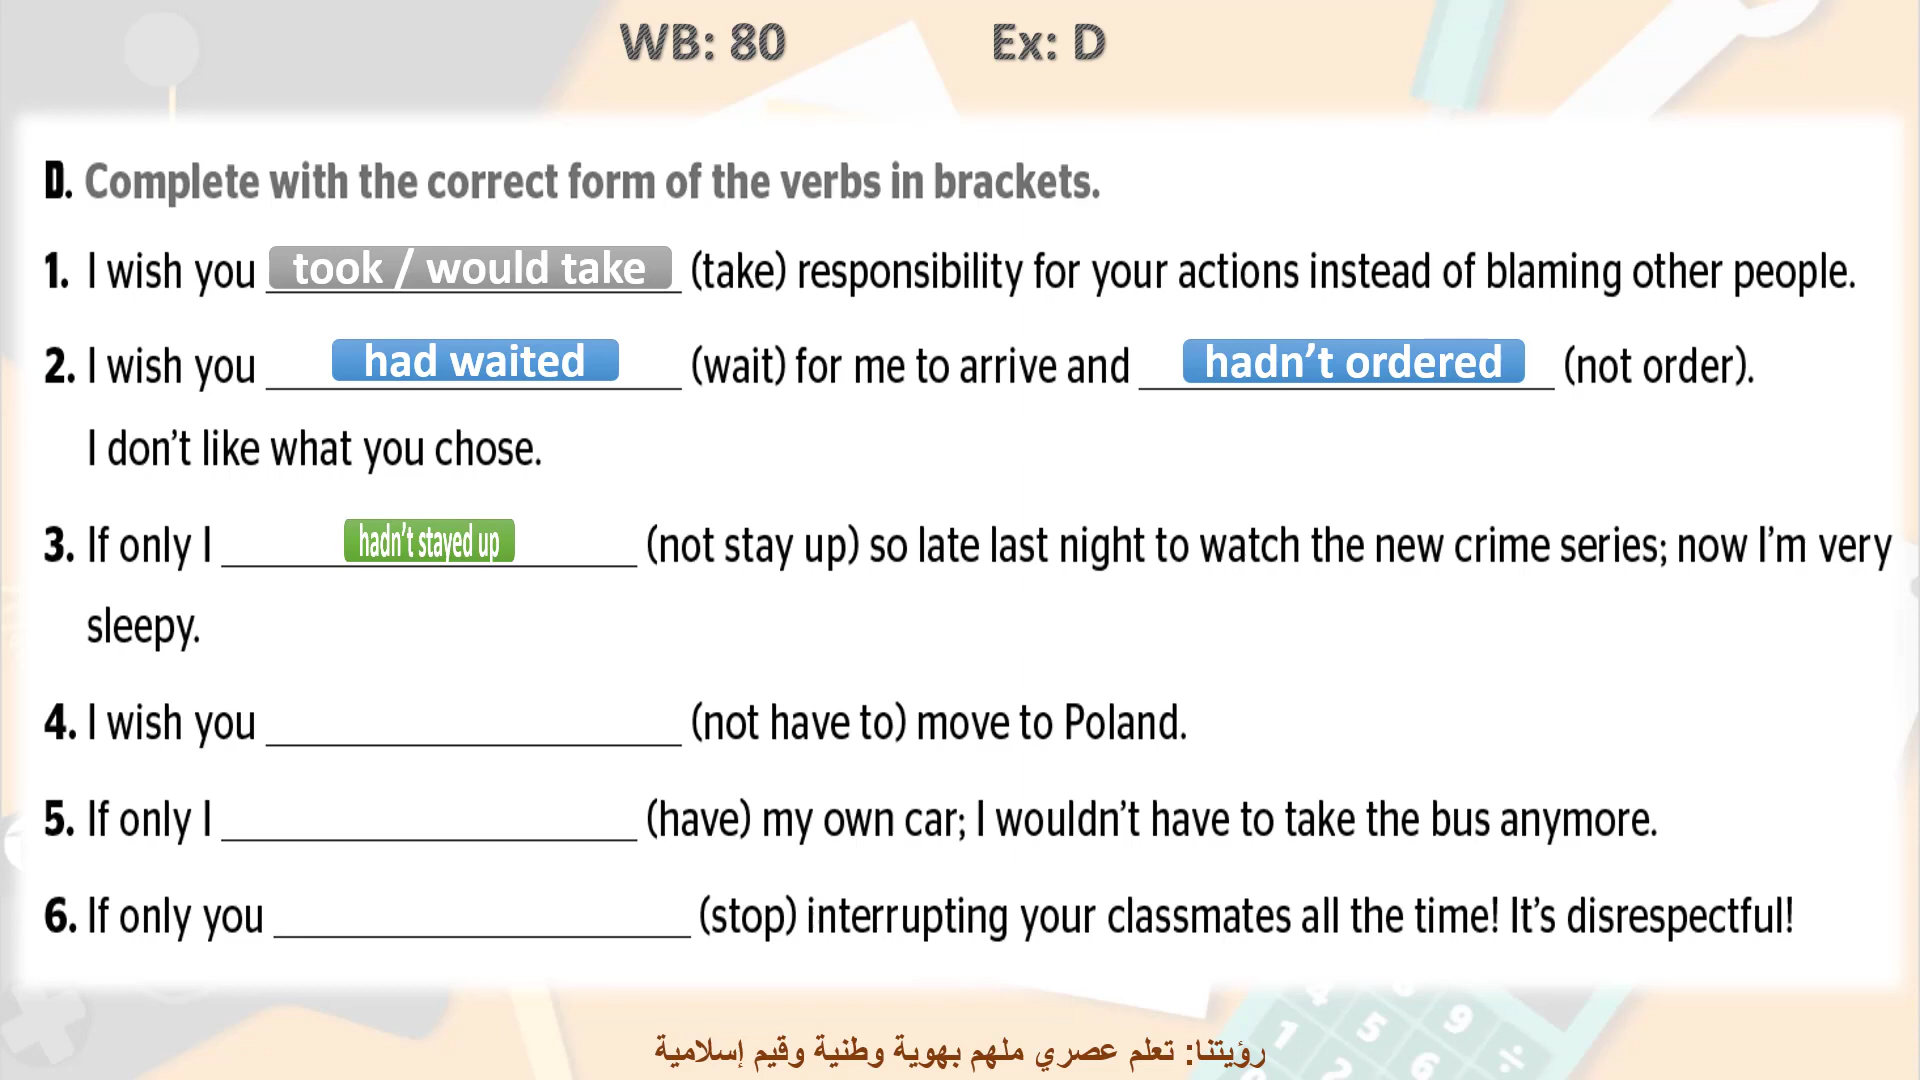 WB: 80 Ex: D
D. Complete with the correct form of the verbs in brackets.
1. I wish you took / would take (take) responsibility for your actions instead of blaming other people.
2. I wish you had waited (wait) for me to arrive and hadn’t ordered (not order).
I don’t like what you chose.
3. If only I hadn’t stayed up (not stay up) so late last night to watch the new crime series; now I’m very
sleepy.
4. I wish you ____________________ (not have to) move to Poland.
5. If only I ____________________ (have) my own car; I wouldn’t have to take the bus anymore.
6. If only you ____________________ (stop) interrupting your classmates all the time! It’s disrespectful!
رؤيتنا: تعلم عصري ملهم بهوية وطنية وقيم إسلامية